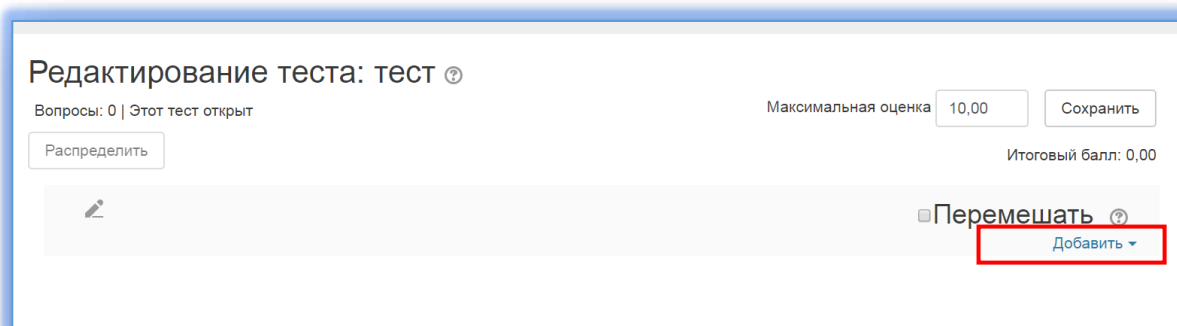 Редактирование теста: тест
Вопросы: 0 | Этот тест открыт
Максимальная оценка 10,00 Сохранить
Распределить
Итоговый балл: 0,00
Перемешать
Добавить